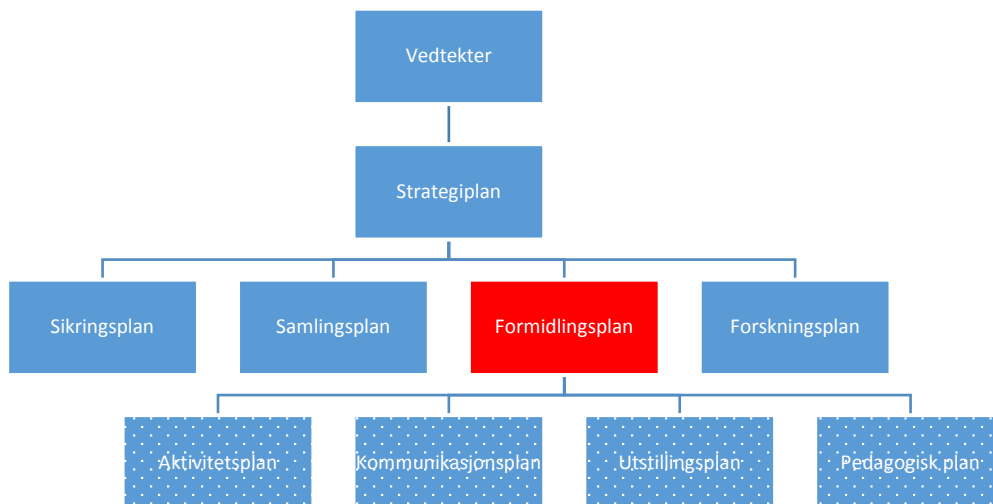 Vedtekter
Strategiplan
Sikringsplan
Samlingsplan
Formidlingsplan
Forskningsplan
Aktivitetsplan
Kommunikasjonsplan
Utstillingsplan
Pedagogisk plan